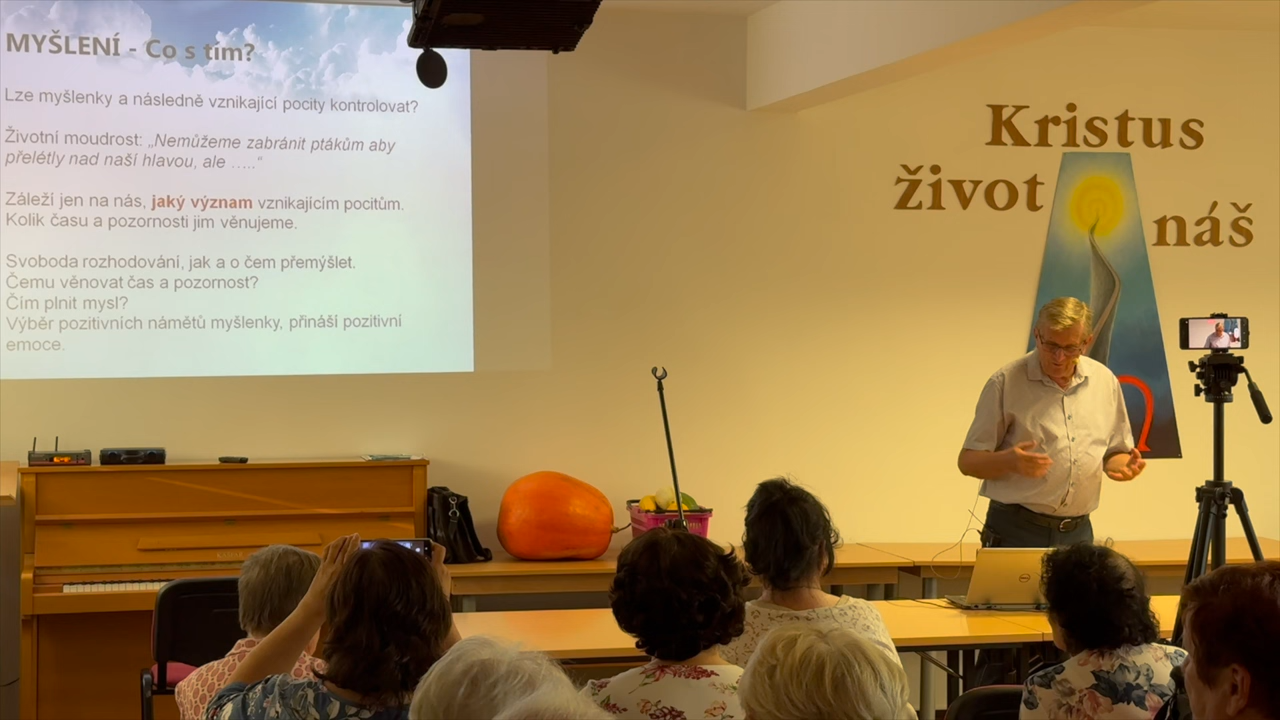 MYŠLENÍ - Co s tím?
Lze myšlenky a následně vznikající pocity kontrolovat?
Životní moudrost: „Nemůžeme zabránit ptákům aby
přelétly nad naší hlavou, ale …..“
Záleží jen na nás, jaký význam vznikajícím pocitům.
Kolik času a pozornosti jim věnujeme.
Svoboda rozhodování, jak a o čem přemýšlet.
Čemu věnovat čas a pozornost?
Čím plnit mysl?
Výběr pozitivních námětů myšlenky, přináší pozitivní
emoce.
Kristus
život
náš
Ω
DELL